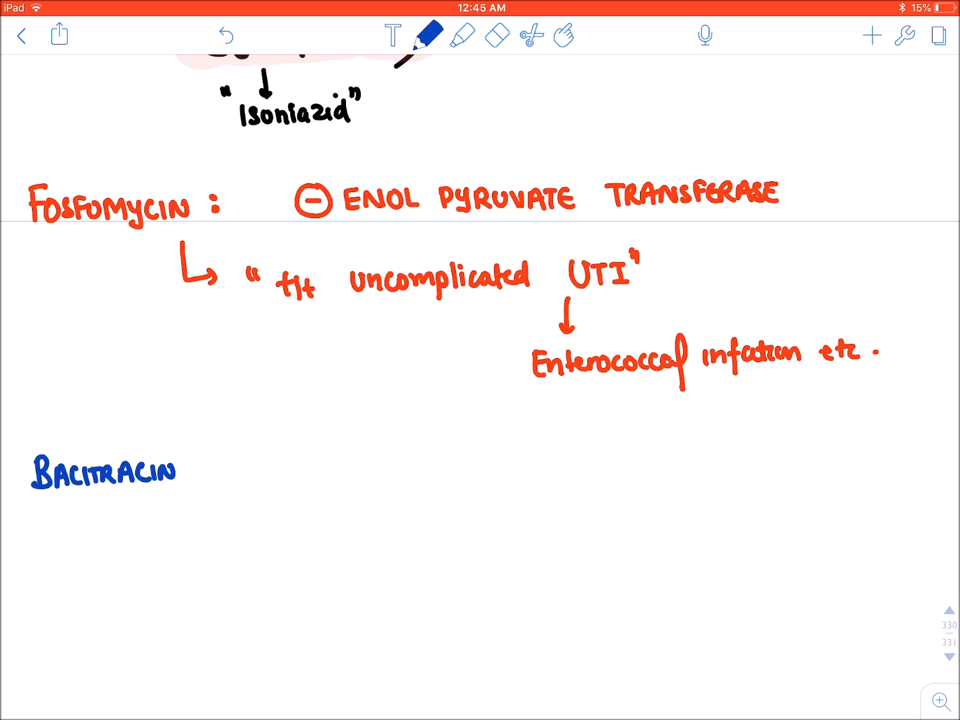 iPad 12:45 AM 15%
T
"Isoniazid"
FOSFOMYCIN : ⊖ ENOL PYRUVATE TRANSFERASE
" t/t uncomplicated UTI"
Enterococcal infection etc.
BACITRACIN
330
331